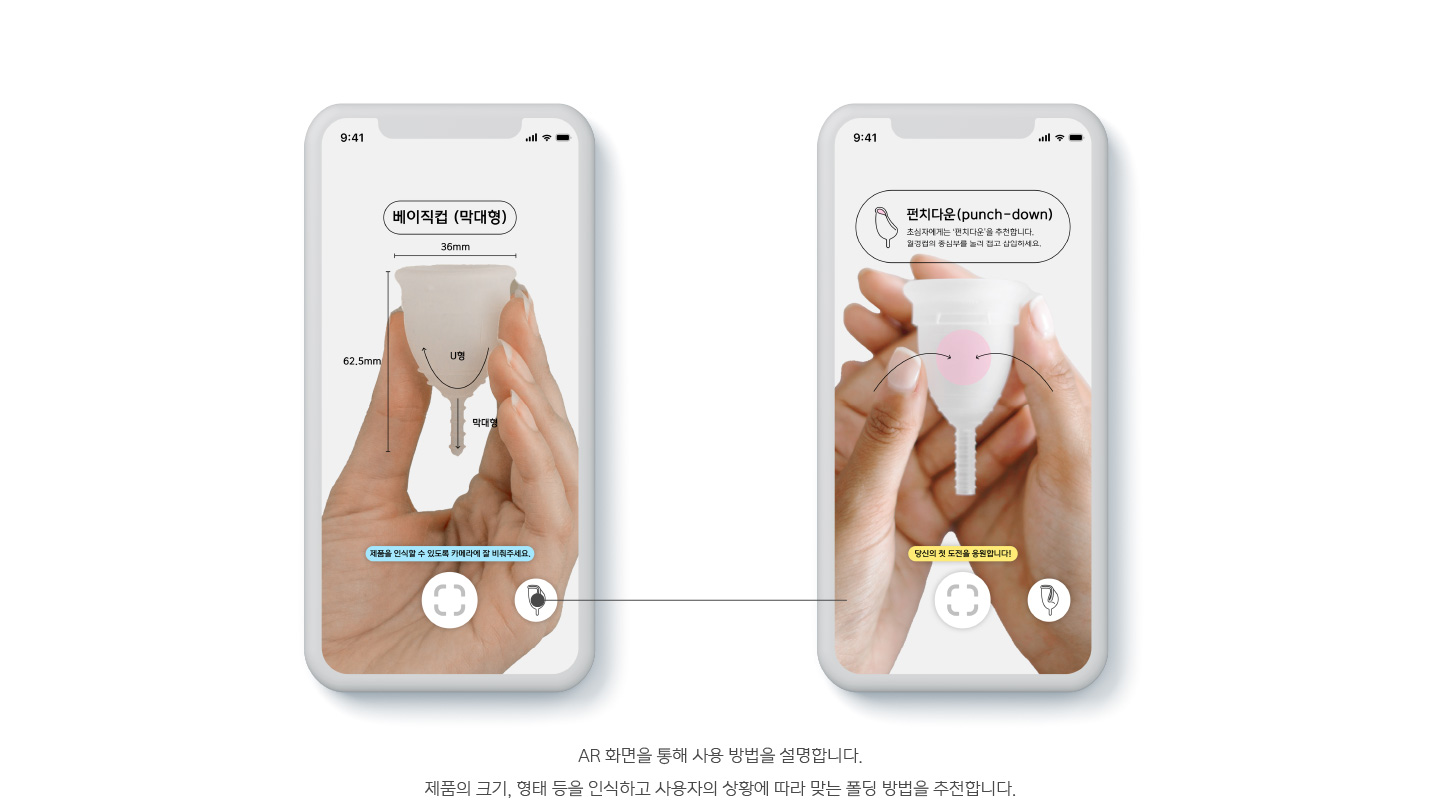 9:41
베이직컵 (막대형)
36mm
62.5mm
U형
막대형
제품을 인식할 수 있도록 카메라에 잘 비춰주세요.
9:41
펀치다운(punch-down)
초심자에게는 '펀치다운'을 추천합니다.
월경컵의 중심부를 눌러 접고 삽입하세요.
당신의 첫 도전을 응원합니다!
AR 화면을 통해 사용 방법을 설명합니다.
제품의 크기, 형태 등을 인식하고 사용자의 상황에 따라 맞는 폴딩 방법을 추천합니다.